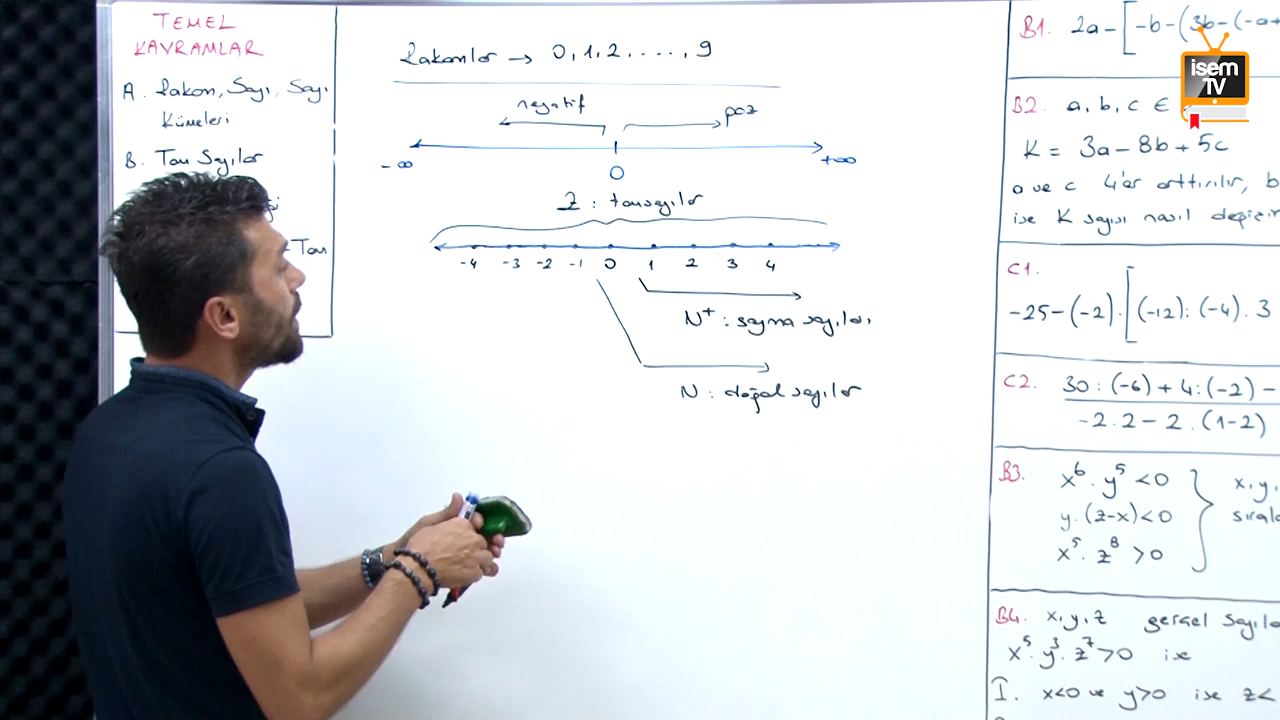 TEMEL
KAVRAMLAR
A. Rakam, Sayı, Sayı
Kümeleri
B. Tam Sayılar
Tam
Rakamlar → 0, 1, 2, ...., 9
negatif
poz
-∞
0
+∞
Z : tamsayılar
-4 -3 -2 -1 0 1 2 3 4
N⁺ : sayma sayıları
N : doğal sayılar
B1. 2a - [-b - (3b - (-a+
B2. a, b, c ∈
K = 3a - 8b + 5c
a ve c 4'er arttırılır, b
ise K sayısı nasıl değişir
C1.
-25 - (-2) · [(-12) : (-4) . 3
C2. 30 : (-6) + 4 : (-2) -
-2 . 2 - 2 . (1-2)
B3. x⁶ . y⁵ < 0
y . (z-x) < 0
x⁵ . z⁸ > 0
x, y,
sırala
B4. x, y, z gerçel sayıla
x⁵ . y³ . z⁷ > 0 ise
I. x<0 ve y>0 ise z<
isem
TV